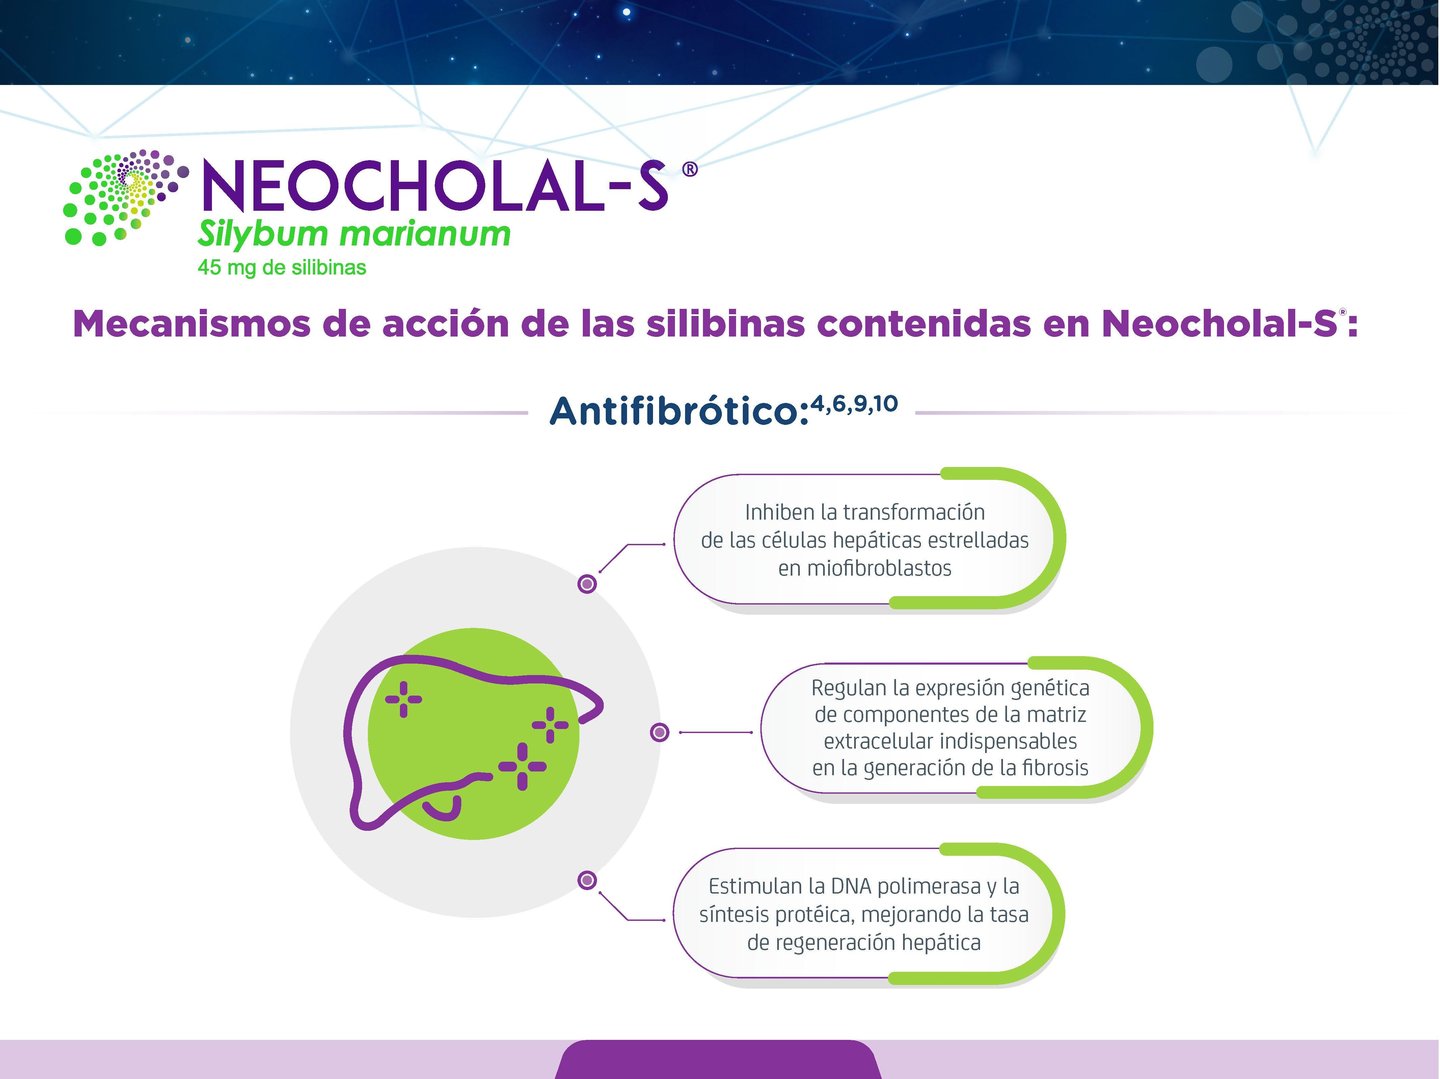 NEOCHOLAL-S ®
Silybum marianum
45 mg de silibinas
Mecanismos de acción de las silibinas contenidas en Neocholal-S®:
Antifibrótico:4,6,9,10
Inhiben la transformación
de las células hepáticas estrelladas
en miofibroblastos
Regulan la expresión genética
de componentes de la matriz
extracelular indispensables
en la generación de la fibrosis
Estimulan la DNA polimerasa y la
síntesis protéica, mejorando la tasa
de regeneración hepática